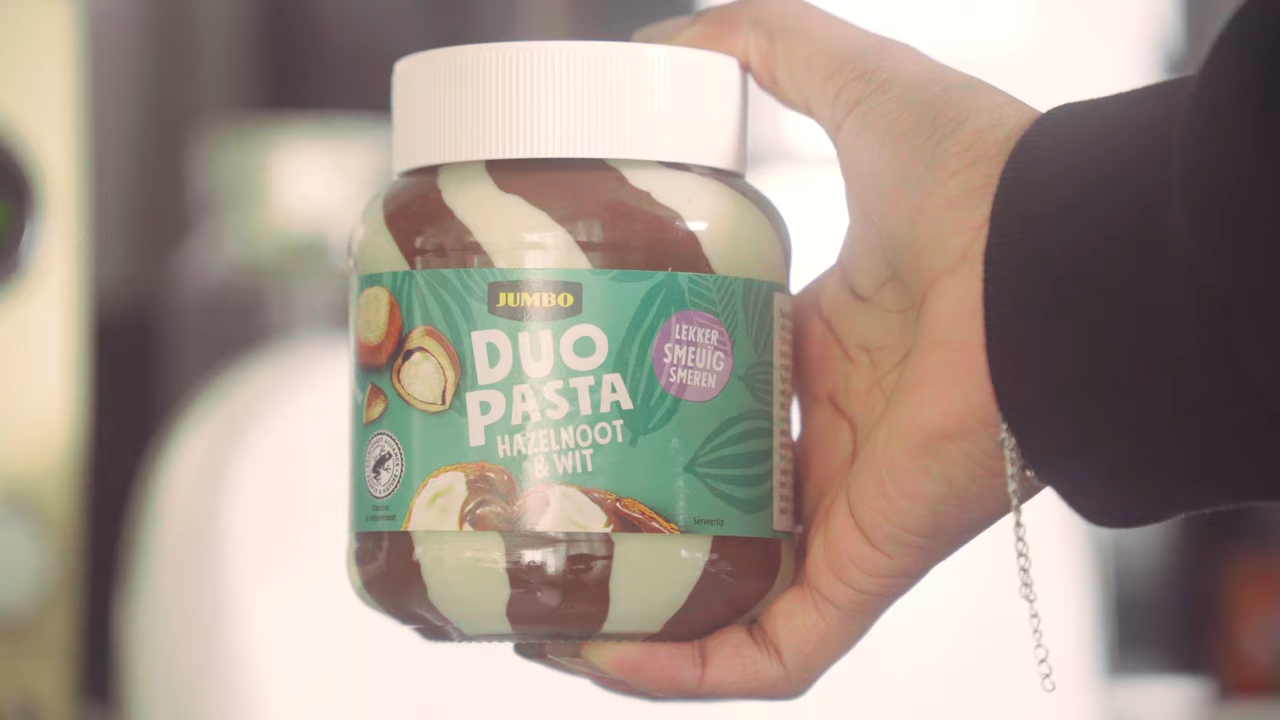 JUMBO
DUO
PASTA
HAZELNOOT
& WIT
LEKKER
SMEUÏG
SMEREN
Serveertip